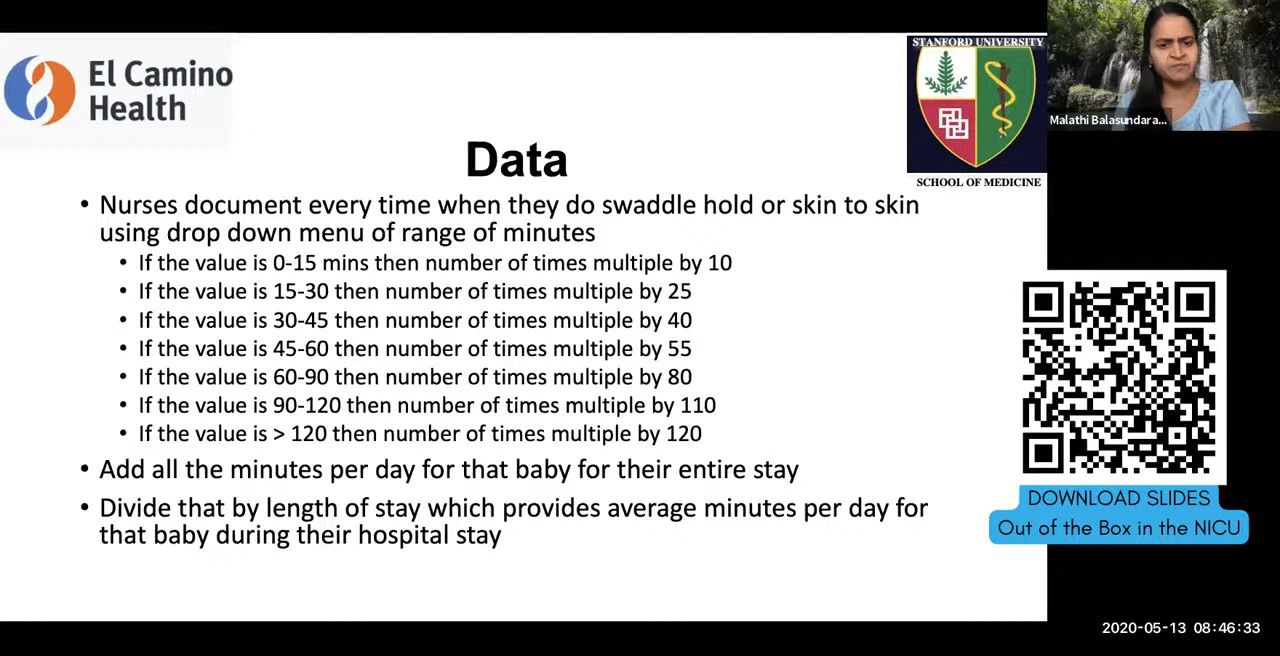 El Camino
Health
STANFORD UNIVERSITY
SCHOOL OF MEDICINE
Malathi Balasundara...
Data
• Nurses document every time when they do swaddle hold or skin to skin
using drop down menu of range of minutes
• If the value is 0-15 mins then number of times multiple by 10
• If the value is 15-30 then number of times multiple by 25
• If the value is 30-45 then number of times multiple by 40
• If the value is 45-60 then number of times multiple by 55
• If the value is 60-90 then number of times multiple by 80
• If the value is 90-120 then number of times multiple by 110
• If the value is > 120 then number of times multiple by 120
• Add all the minutes per day for that baby for their entire stay
• Divide that by length of stay which provides average minutes per day for
that baby during their hospital stay
DOWNLOAD SLIDES
Out of the Box in the NICU
2020-05-13 08:46:33